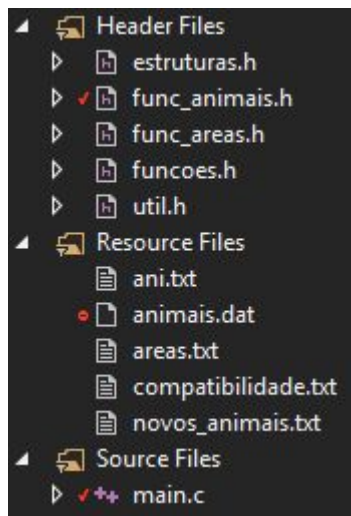 Header Files
estruturas.h
func_animais.h
func_areas.h
funcoes.h
util.h
Resource Files
ani.txt
animais.dat
areas.txt
compatibilidade.txt
novos_animais.txt
Source Files
main.c